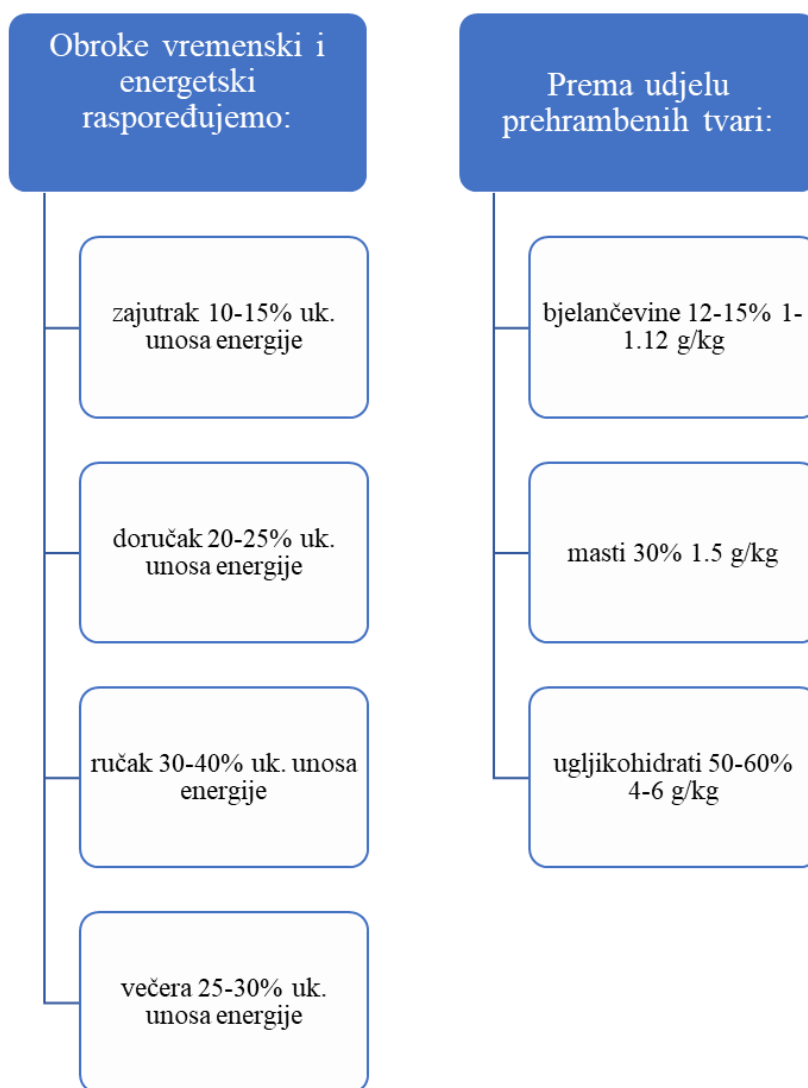 Obroke vremenski i
energetski
raspoređujemo:
zajutrak 10-15% uk.
unosa energije
doručak 20-25% uk.
unosa energije
ručak 30-40% uk. unosa
energije
večera 25-30% uk.
unosa energije
Prema udjelu
prehrambenih tvari:
bjelančevine 12-15% 1-
1.12 g/kg
masti 30% 1.5 g/kg
ugljikohidrati 50-60%
4-6 g/kg